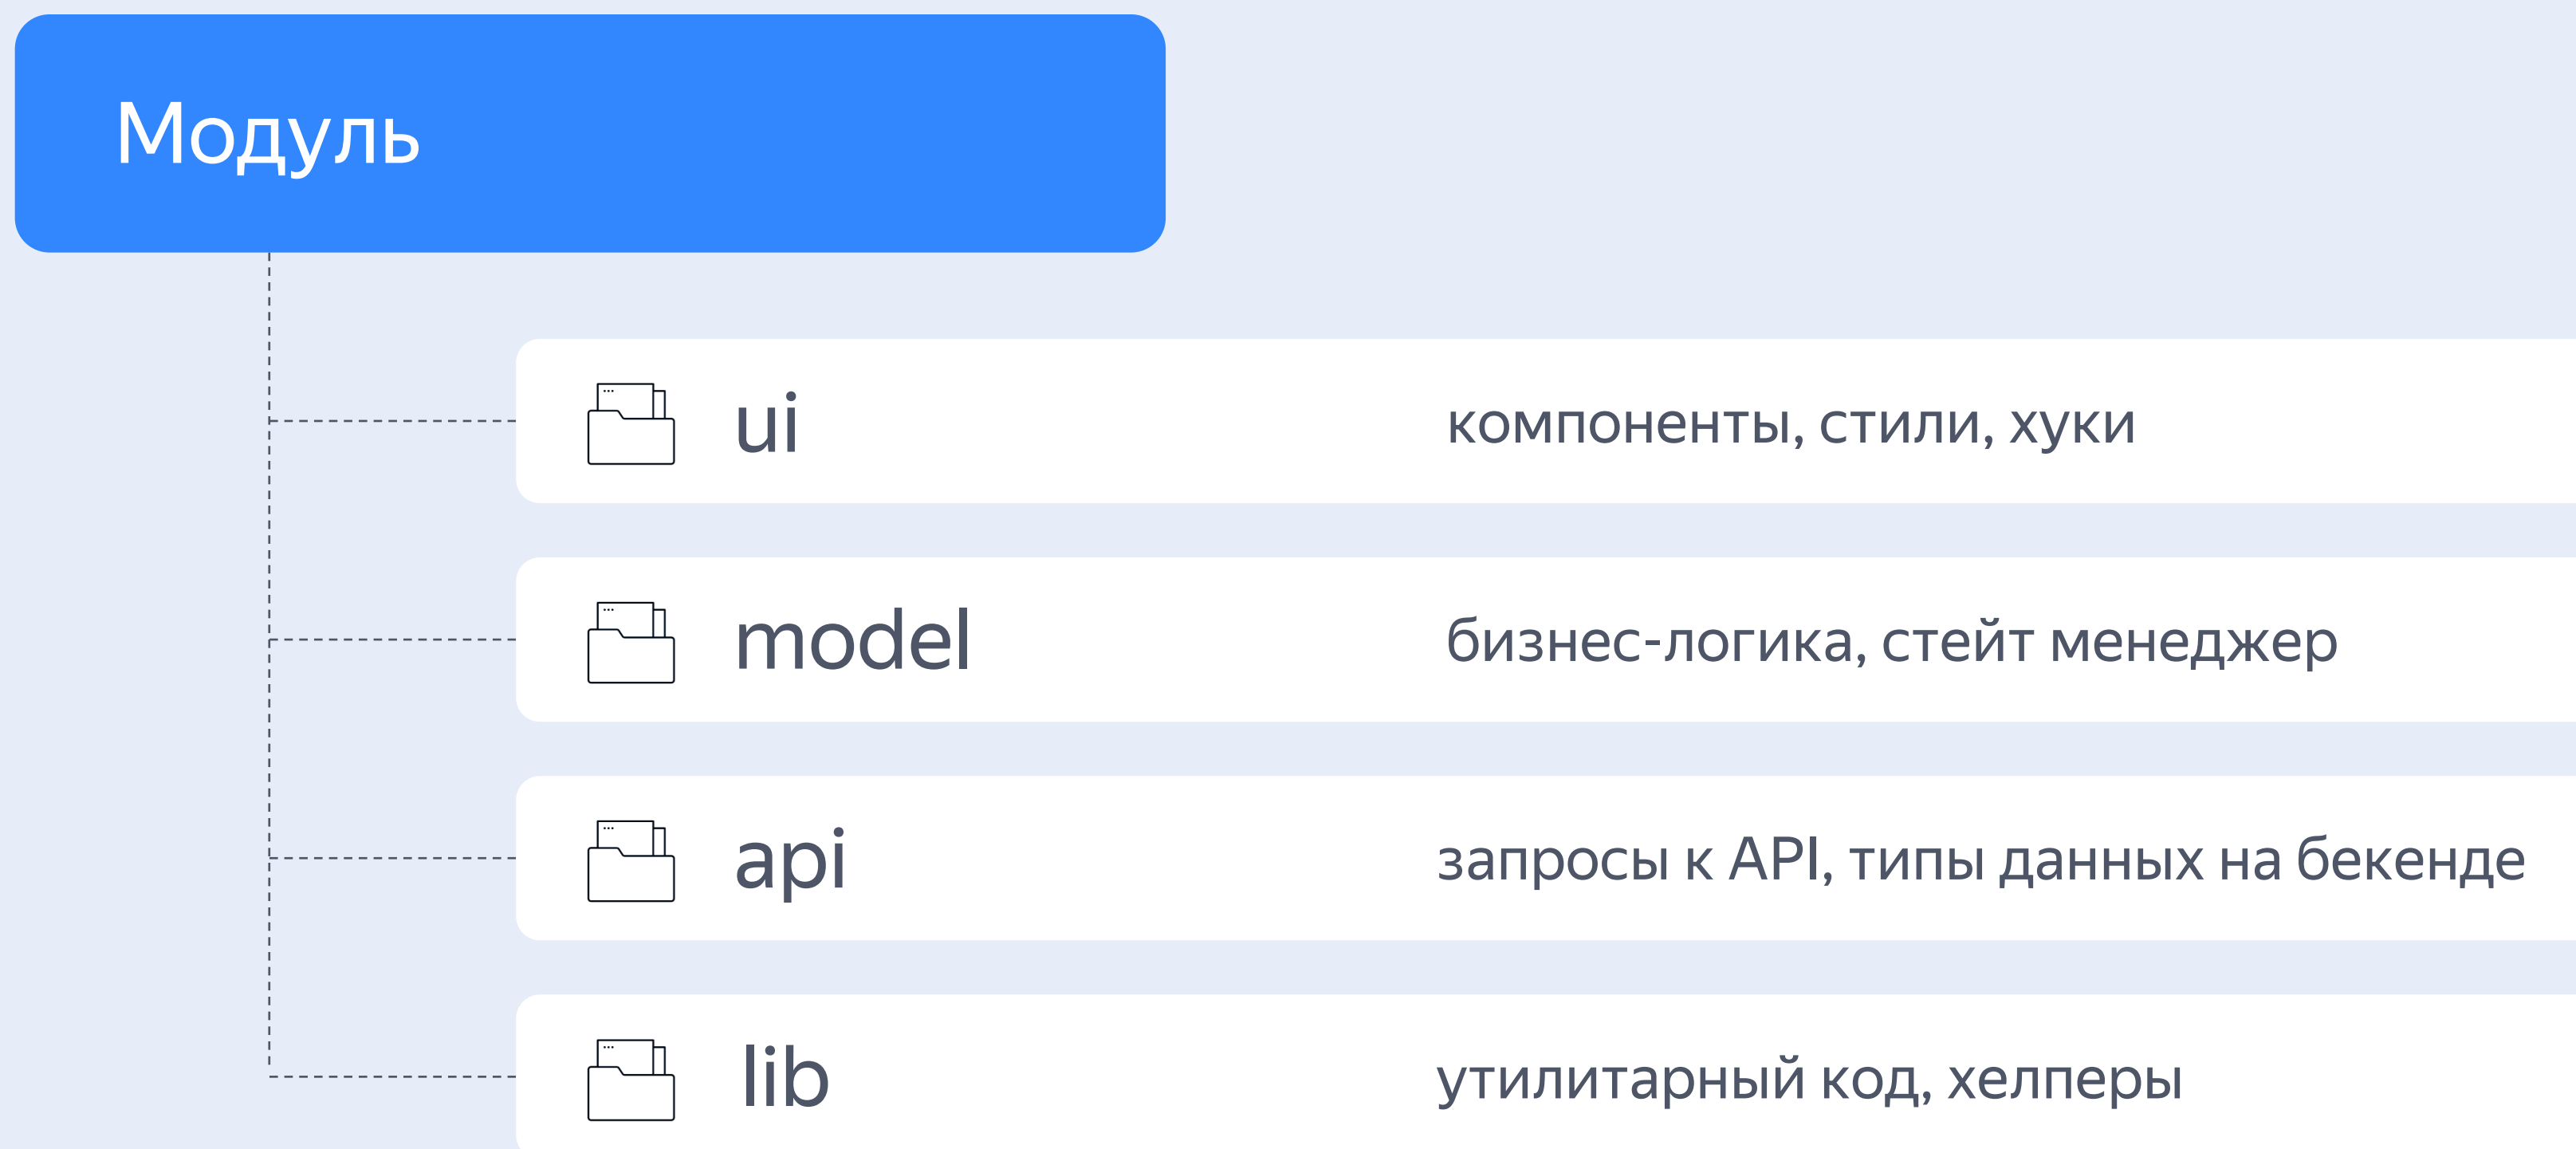 Модуль
ui компоненты, стили, хуки
model бизнес-логика, стейт менеджер
api запросы к API, типы данных на бекенде
lib утилитарный код, хелперы